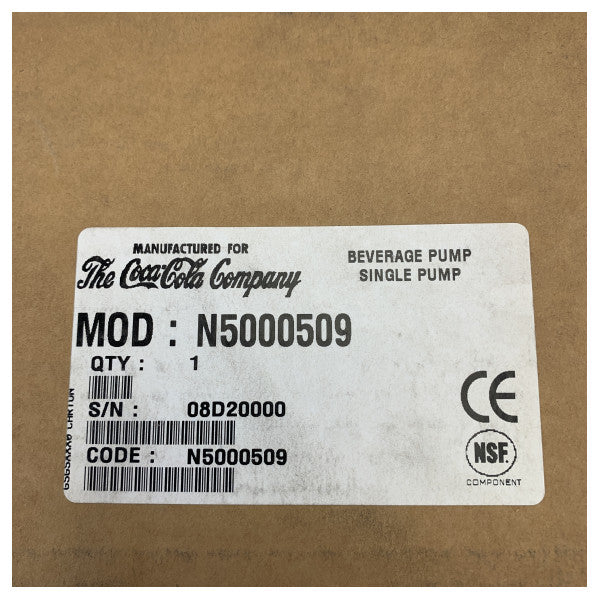 MANUFACTURED FOR
The Coca-Cola Company
BEVERAGE PUMP
SINGLE PUMP
MOD : N5000509
QTY : 1
S/N : 08D20000
CODE : N5000509
CE
NSF.
COMPONENT
CARTON